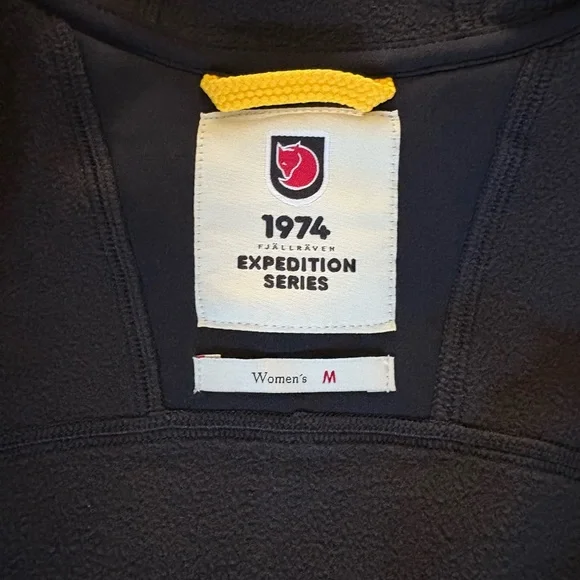 1974
FJÄLLRÄVEN
EXPEDITION
SERIES
Women's M